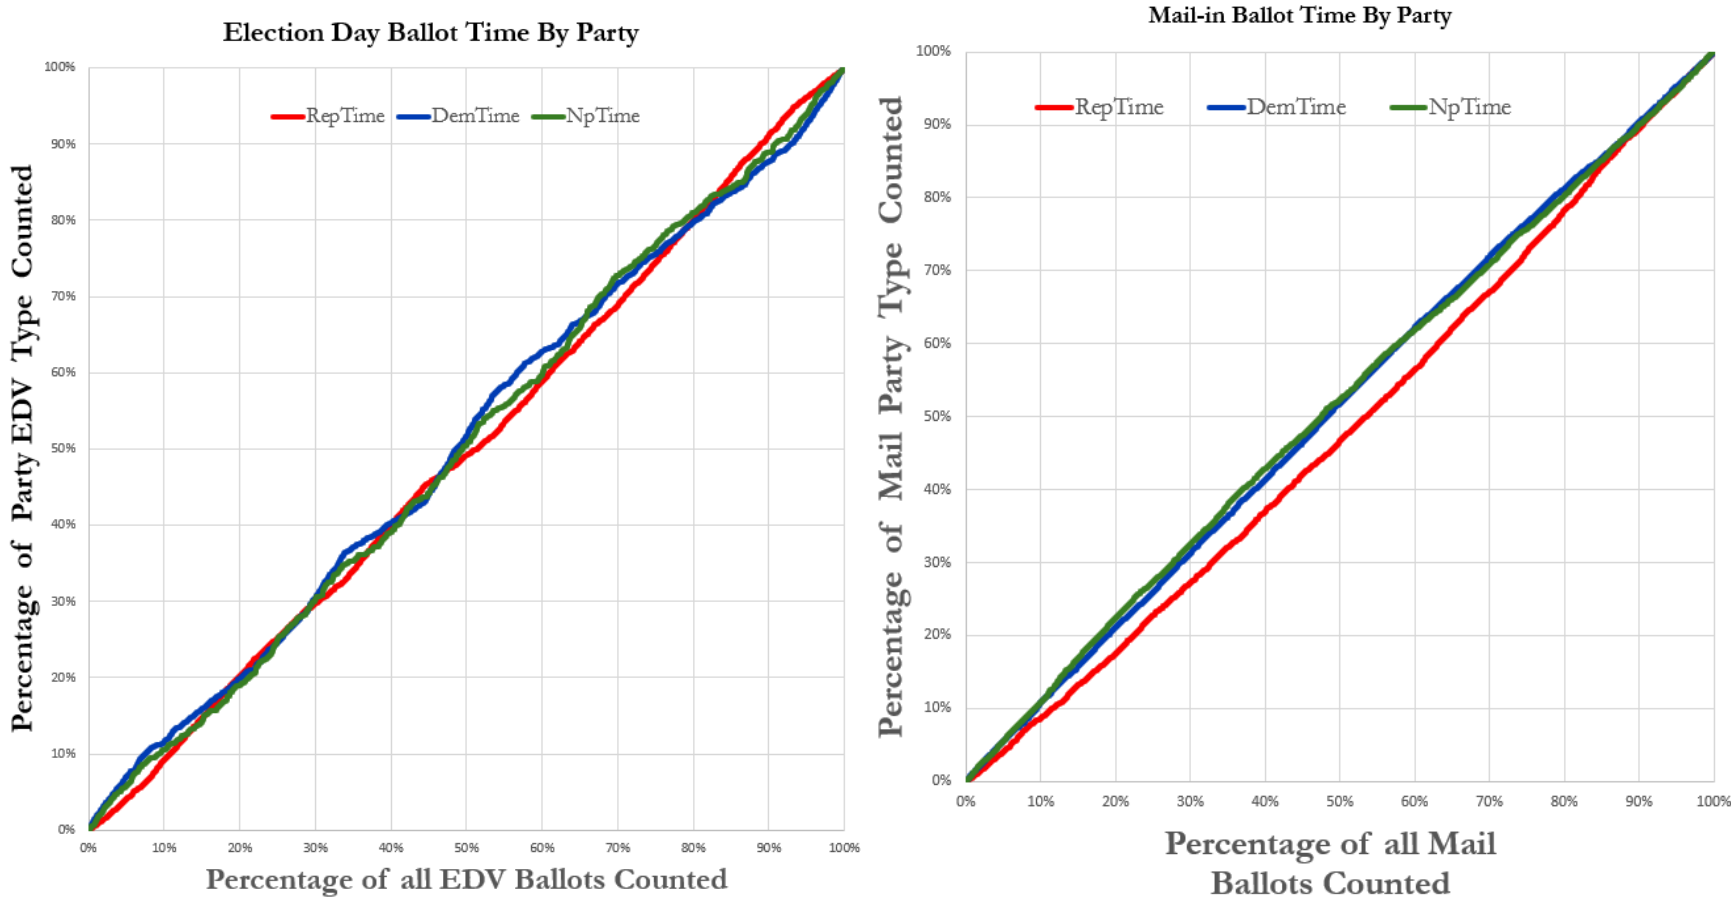 Election Day Ballot Time By Party
RepTime DemTime NpTime
Percentage of Party EDV Type Counted
100%
90%
80%
70%
60%
50%
40%
30%
20%
10%
0%
0% 10% 20% 30% 40% 50% 60% 70% 80% 90% 100%
Percentage of all EDV Ballots Counted
Mail-in Ballot Time By Party
RepTime DemTime NpTime
Percentage of Mail Party Type Counted
100%
90%
80%
70%
60%
50%
40%
30%
20%
10%
0%
0% 10% 20% 30% 40% 50% 60% 70% 80% 90% 100%
Percentage of all Mail
Ballots Counted